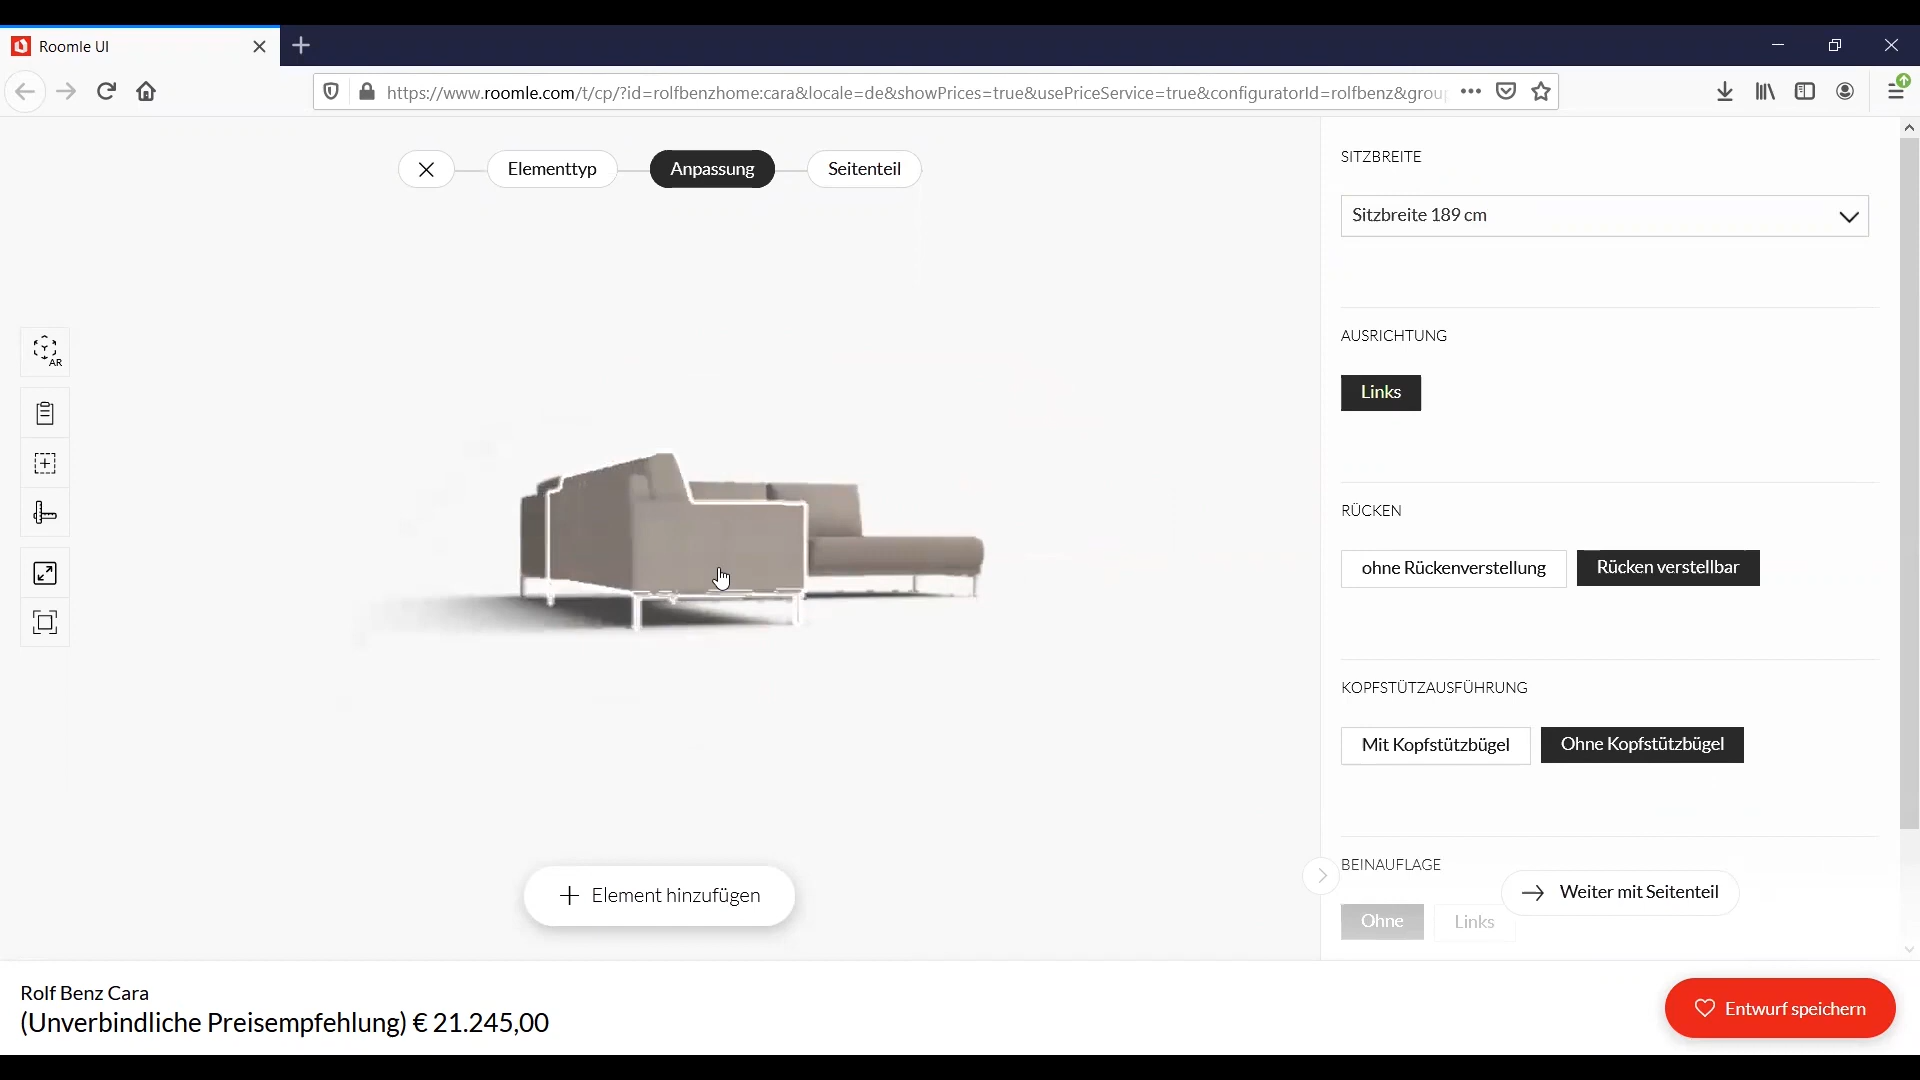 Roomle UI
https://www.roomle.com/t/cp/?id=rolfbenzhome:cara&locale=de&showPrices=true&usePriceService=true&configuratorId=rolfbenz&grou
Elementtyp
Anpassung
Seitenteil
AR
SITZBREITE
Sitzbreite 189 cm
AUSRICHTUNG
Links
RÜCKEN
ohne Rückenverstellung
Rücken verstellbar
KOPFSTÜTZAUSFÜHRUNG
Mit Kopfstützbügel
Ohne Kopfstützbügel
BEINAUFLAGE
Ohne
Links
Weiter mit Seitenteil
Element hinzufügen
Rolf Benz Cara
(Unverbindliche Preisempfehlung) € 21.245,00
Entwurf speichern